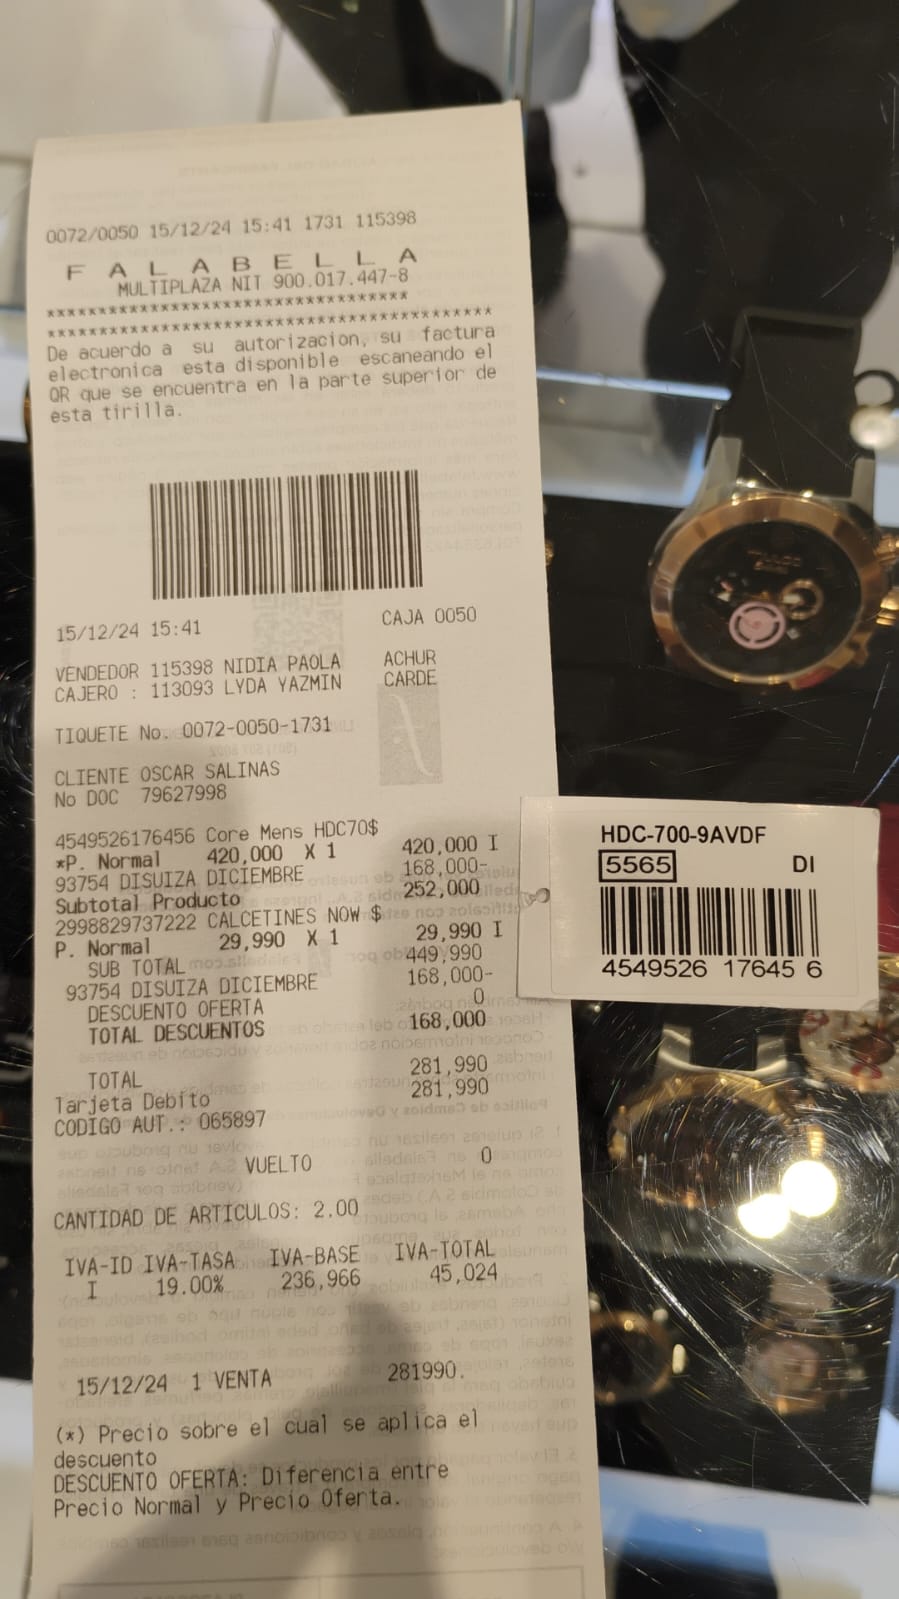 0072/0050 15/12/24 15:41 1731 115398
F A L A B E L L A
MULTIPLAZA NIT 900.017.447-8
***********************************
*******************************************
De acuerdo a su autorizacion, su factura
electronica esta disponible escaneando el
QR que se encuentra en la parte superior de
esta tirilla.
15/12/24 15:41 CAJA 0050
VENDEDOR 115398 NIDIA PAOLA ACHUR
CAJERO : 113093 LYDA YAZMIN CARDE
TIQUETE No. 0072-0050-1731
CLIENTE OSCAR SALINAS
No DOC 79627998
4549526176456 Core Mens HDC70$
*P. Normal 420,000 X 1 420,000 I
93754 DISUIZA DICIEMBRE 168,000-
Subtotal Producto 252,000
2998829737222 CALCETINES NOW $
P. Normal 29,990 X 1 29,990 I
SUB TOTAL 449,990
93754 DISUIZA DICIEMBRE 168,000-
DESCUENTO OFERTA 0
TOTAL DESCUENTOS 168,000
TOTAL 281,990
Tarjeta Debito 281,990
CODIGO AUT.: 065897
VUELTO 0
CANTIDAD DE ARTICULOS: 2.00
IVA-ID IVA-TASA IVA-BASE IVA-TOTAL
I 19.00% 236,966 45,024
15/12/24 1 VENTA 281990.
(*) Precio sobre el cual se aplica el
descuento
DESCUENTO OFERTA: Diferencia entre
Precio Normal y Precio Oferta.
HDC-700-9AVDF
5565 DI
4549526 17645 6